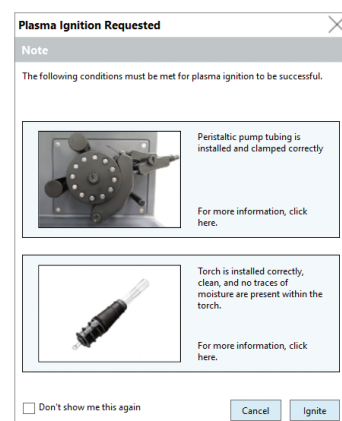 Plasma Ignition Requested
Note
The following conditions must be met for plasma ignition to be successful.
Peristaltic pump tubing is
installed and clamped correctly
For more information, click
here.
Torch is installed correctly,
clean, and no traces of
moisture are present within the
torch.
For more information, click
here.
Don't show me this again
Cancel
Ignite